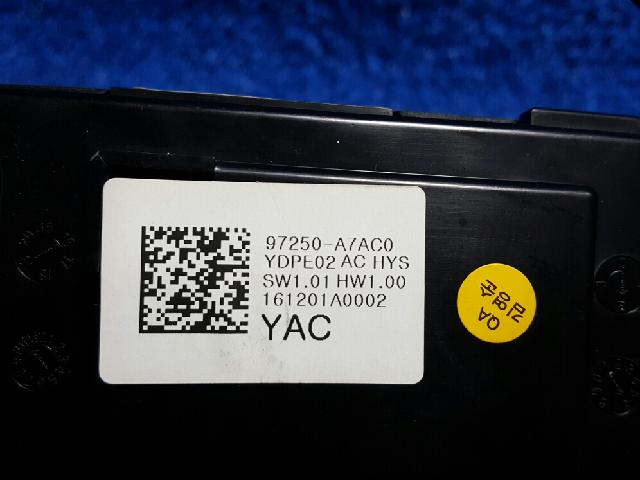 97250-A7AC0
YDPE02 AC HYS
SW1.01 HW1.00
161201A0002
YAC
QA